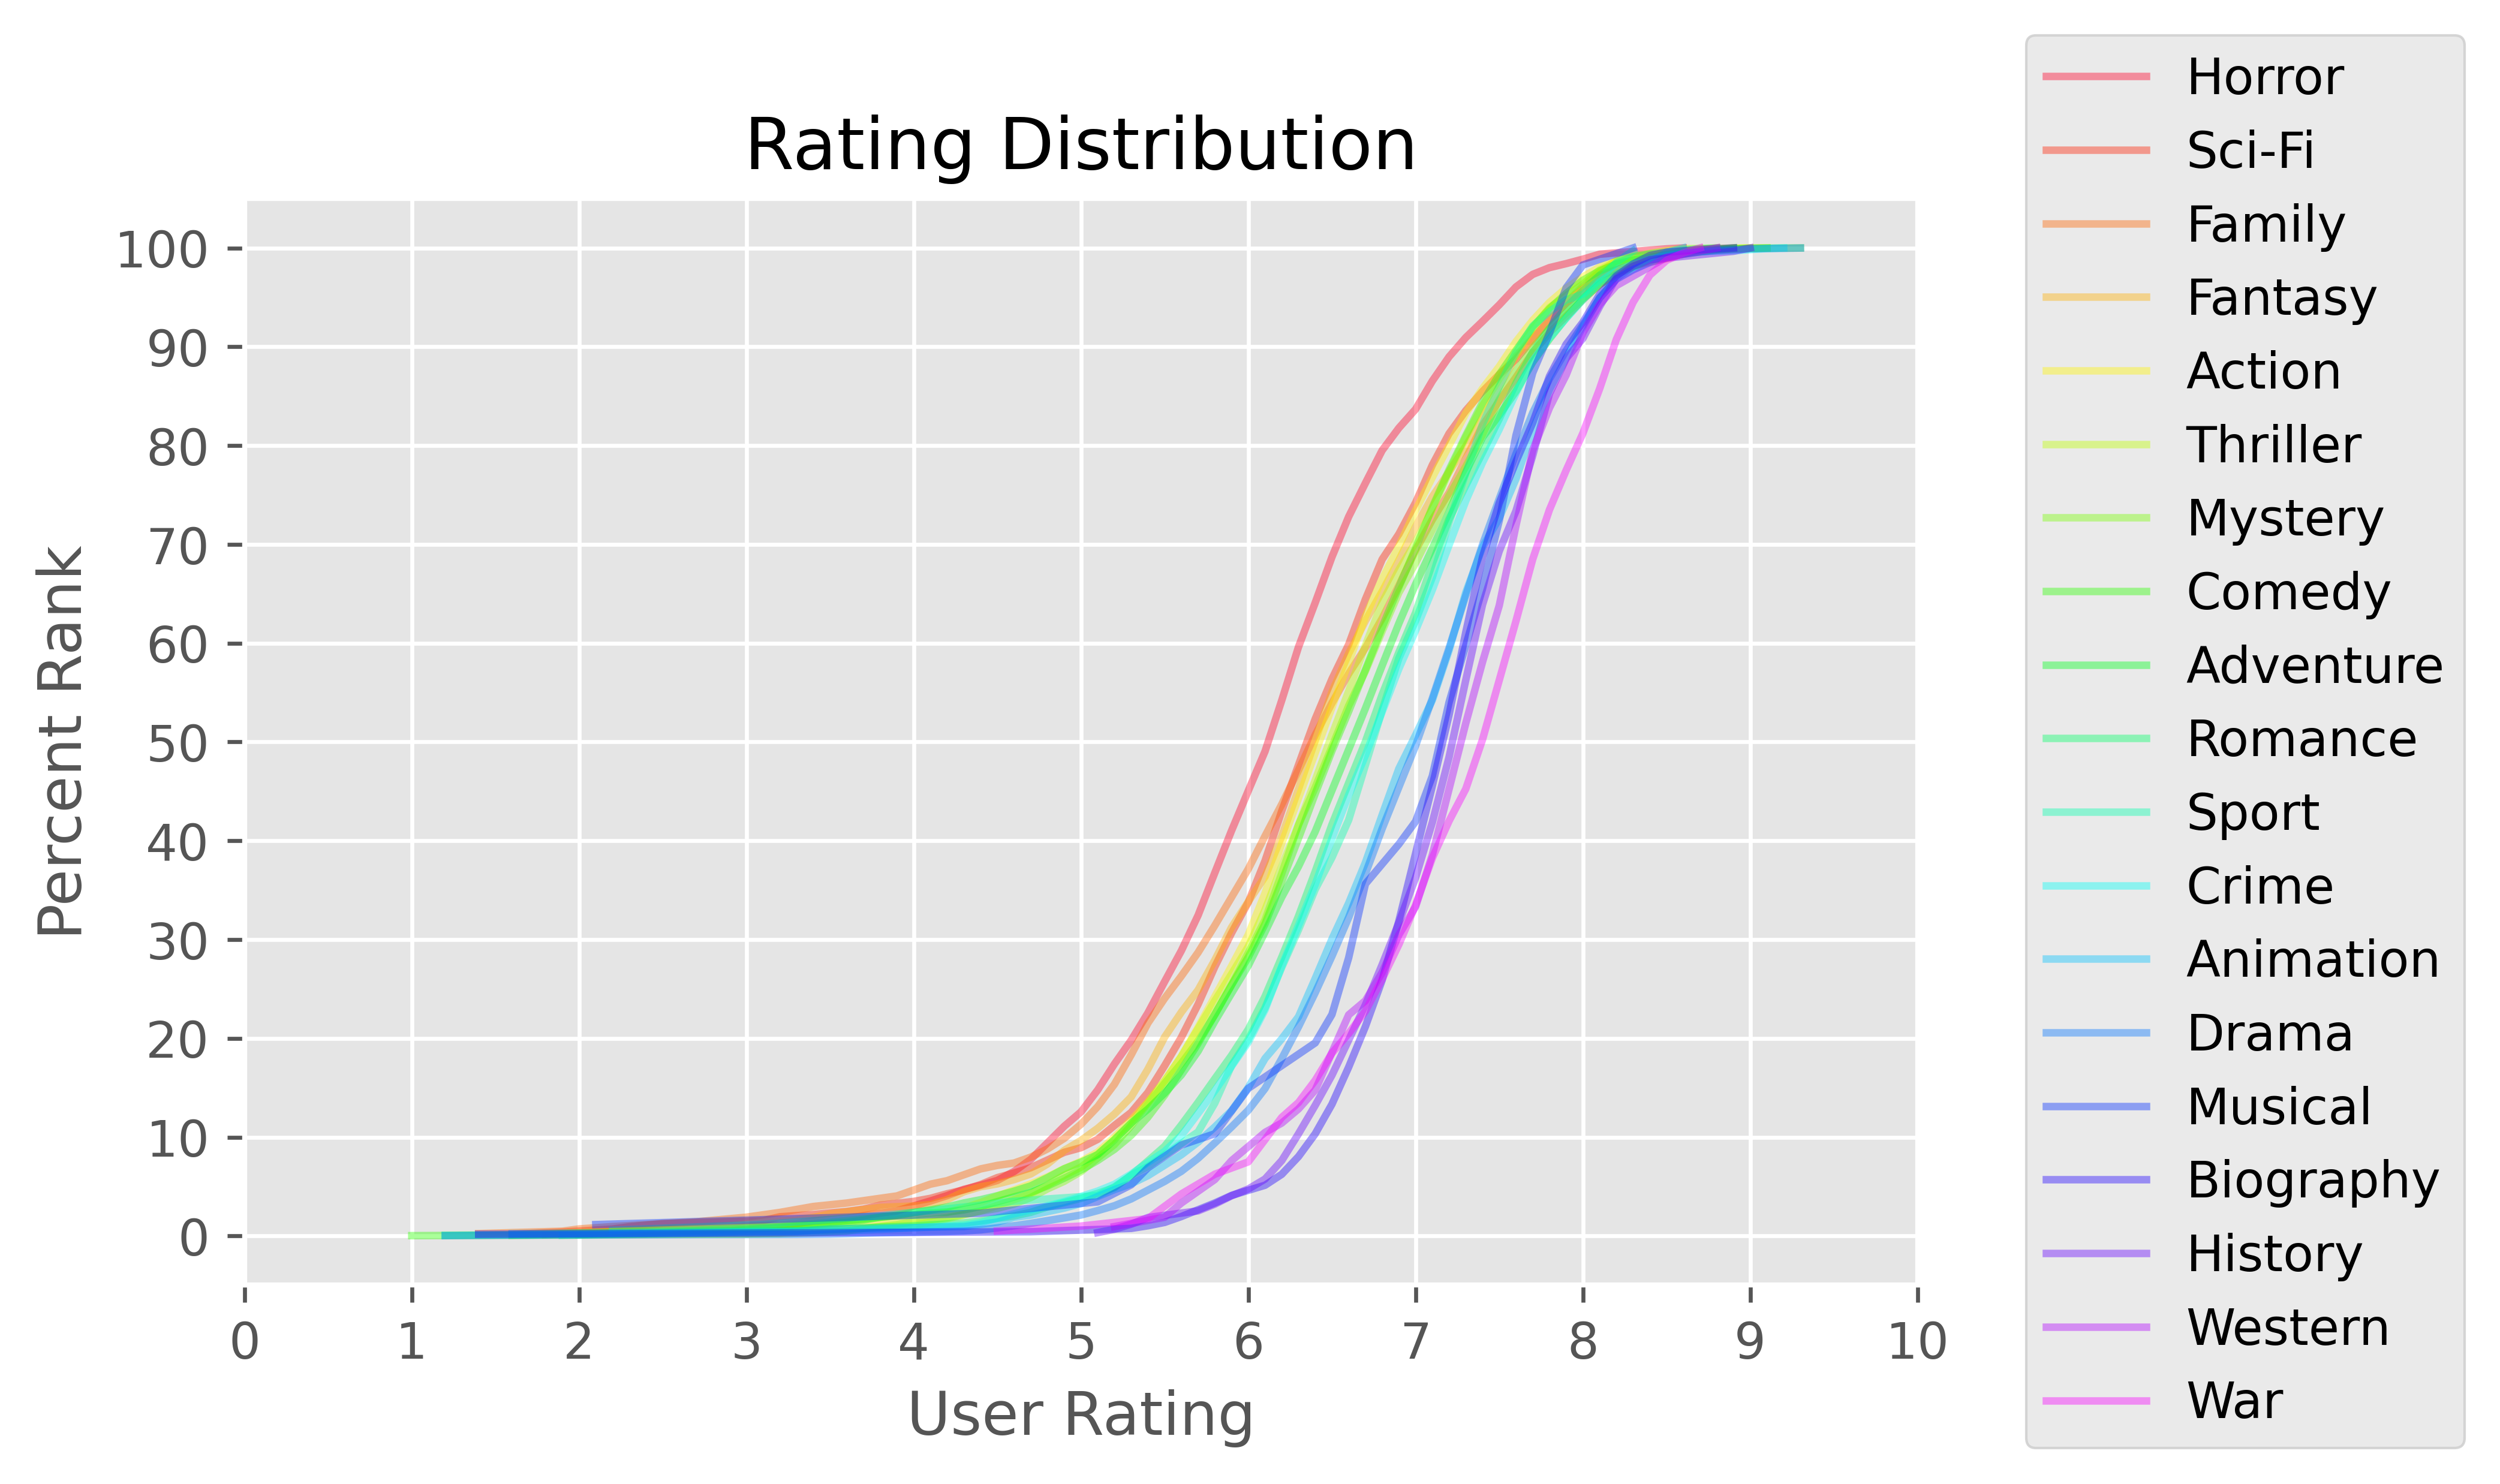 Rating Distribution
Percent Rank
100
90
80
70
60
50
40
30
20
10
0
0 1 2 3 4 5 6 7 8 9 10
User Rating
Horror
Sci-Fi
Family
Fantasy
Action
Thriller
Mystery
Comedy
Adventure
Romance
Sport
Crime
Animation
Drama
Musical
Biography
History
Western
War